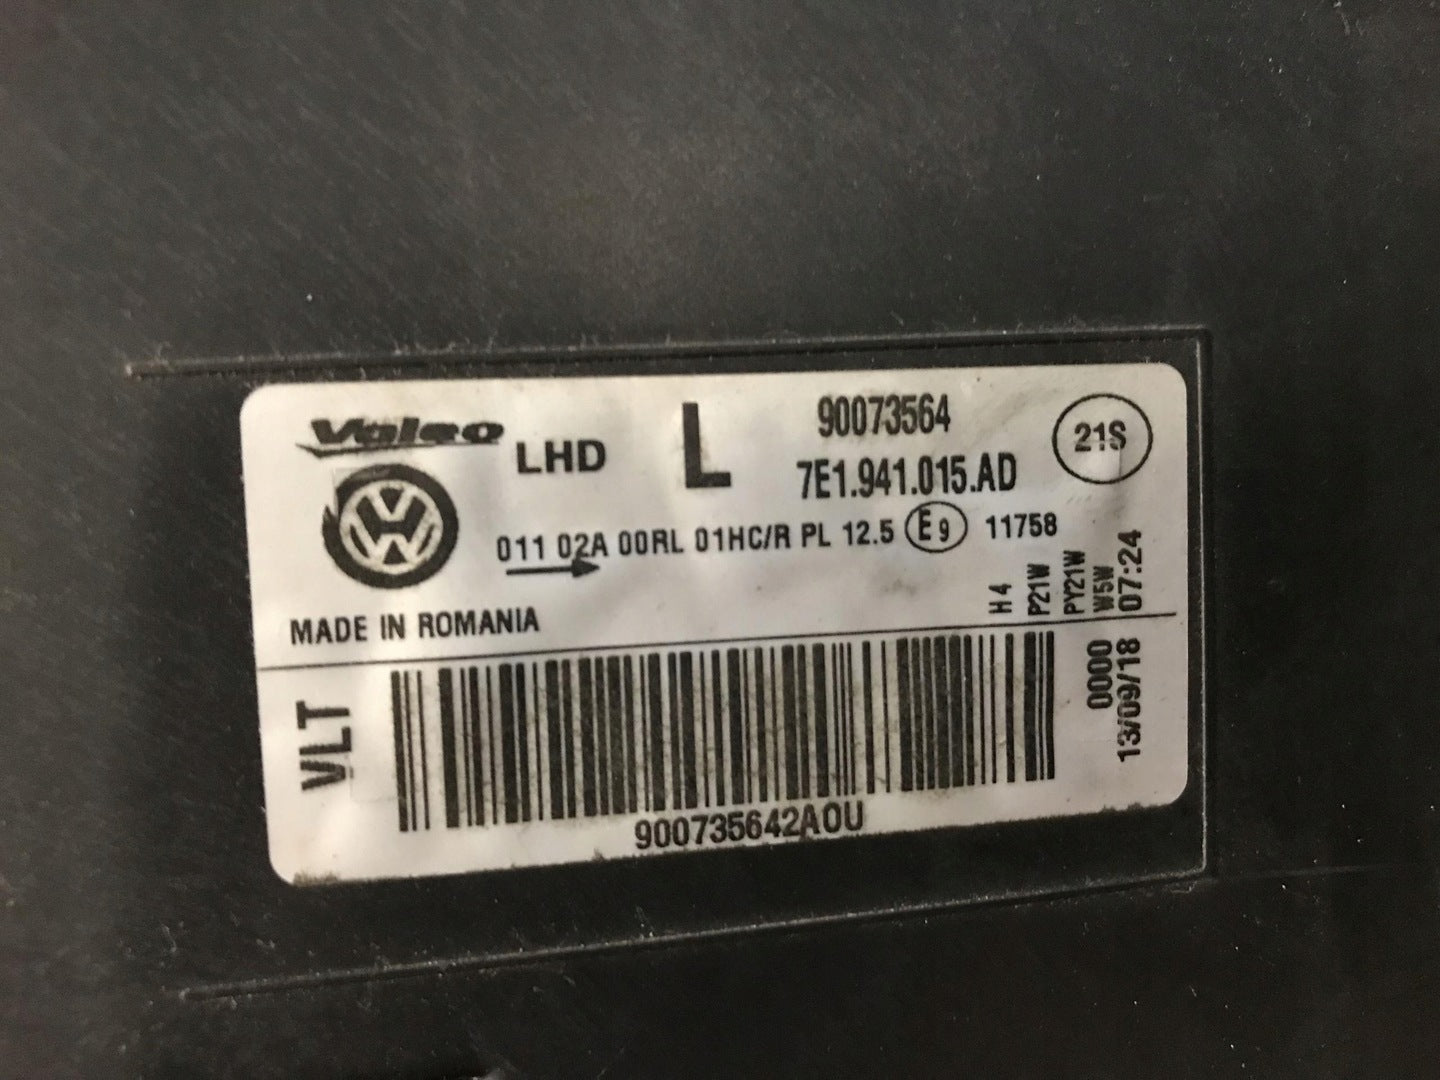 Valeo
LHD
L
90073564
7E1.941.015.AD
21S
011 02A 00RL 01HC/R PL 12.5 E9 11758
MADE IN ROMANIA
H4
P21W
PY21W
W5W
07:24
VLT
0000
13/09/18
900735642A0U